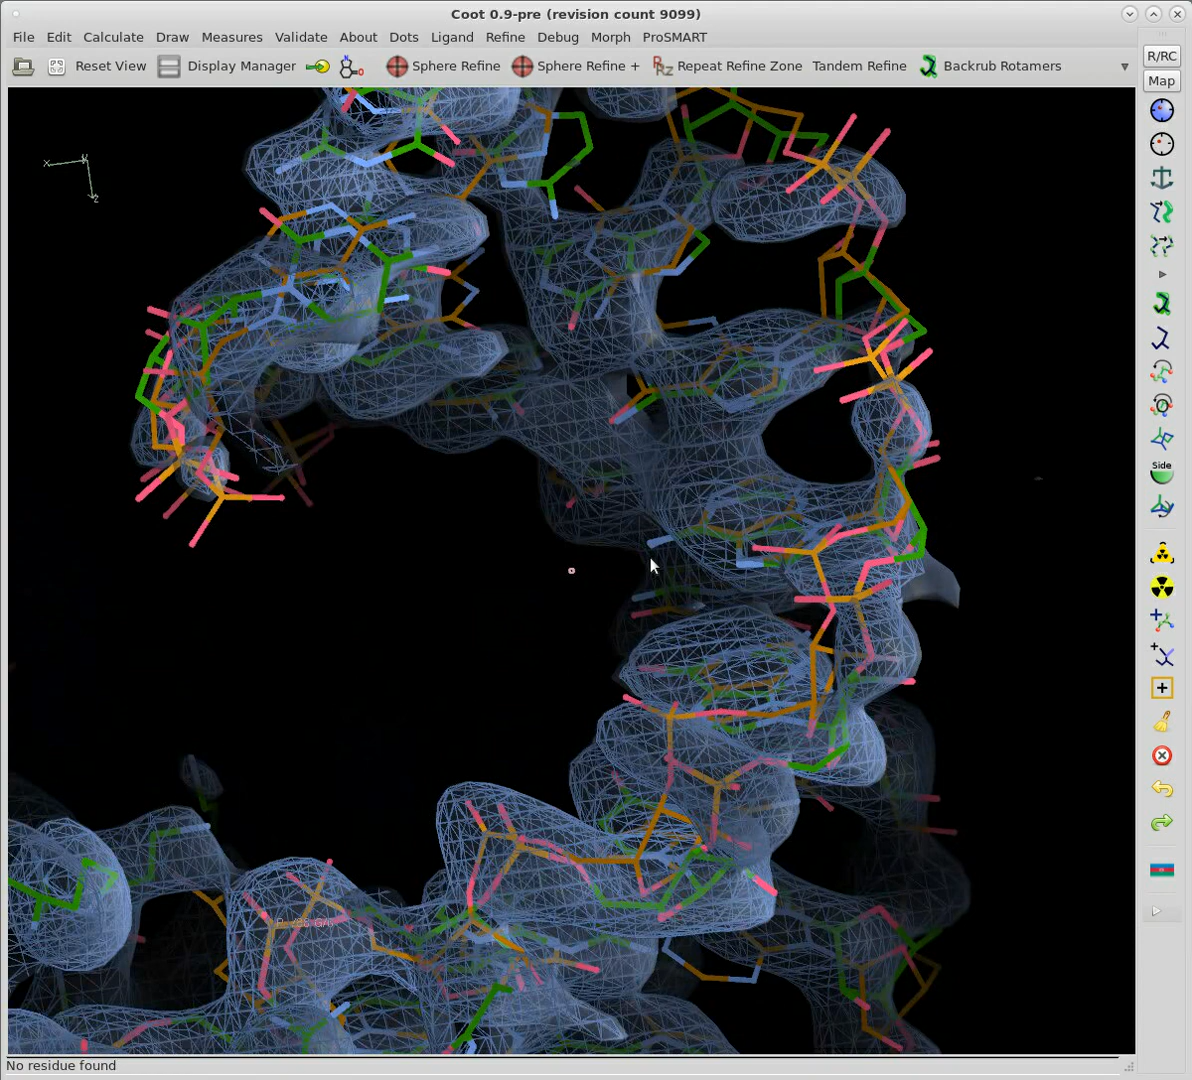 Coot 0.9-pre (revision count 9099)
File Edit Calculate Draw Measures Validate About Dots Ligand Refine Debug Morph ProSMART
Reset View Display Manager Sphere Refine Sphere Refine + Repeat Refine Zone Tandem Refine Backrub Rotamers
R/RC
Map
x
z
Side
No residue found